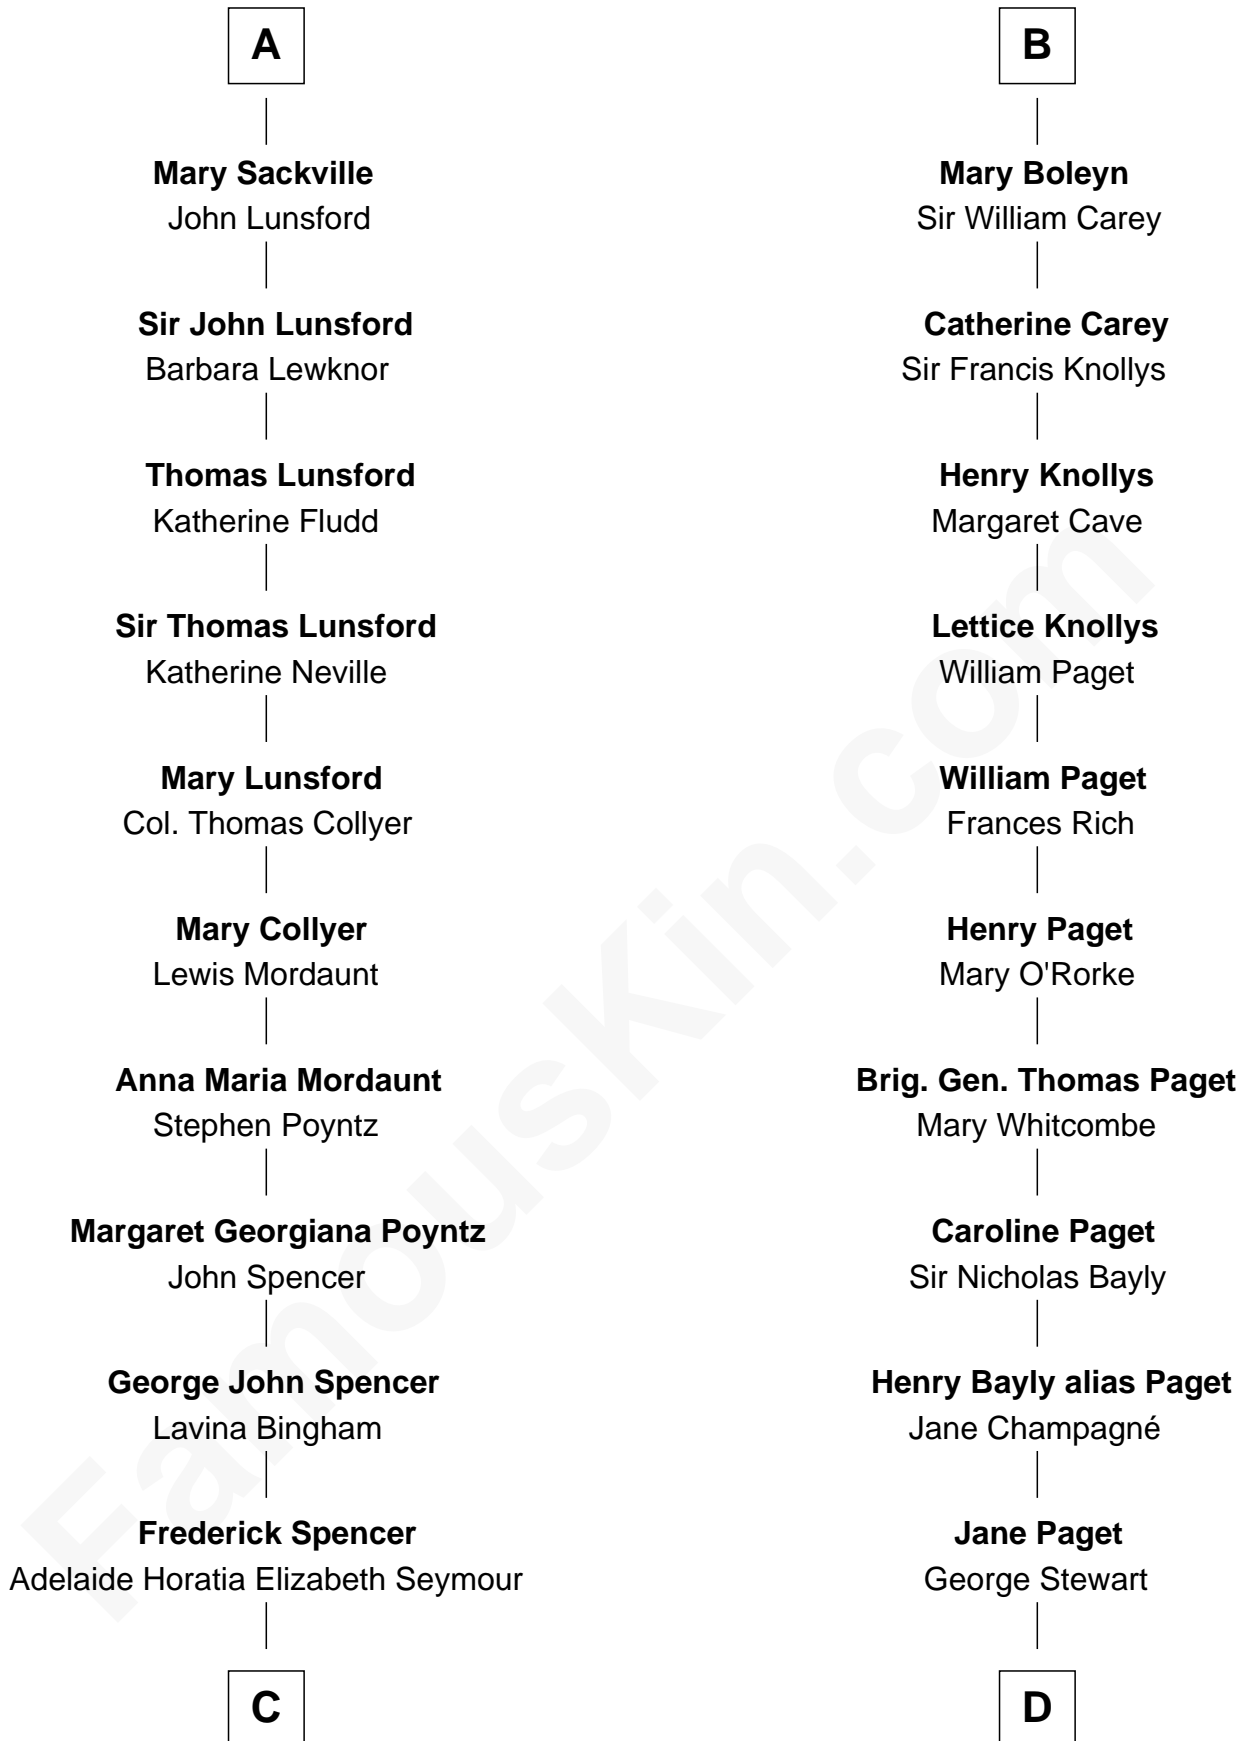 A
Mary Sackville
John Lunsford
Sir John Lunsford
Barbara Lewknor
Thomas Lunsford
Katherine Fludd
Sir Thomas Lunsford
Katherine Neville
Mary Lunsford
Col. Thomas Collyer
Mary Collyer
Lewis Mordaunt
Anna Maria Mordaunt
Stephen Poyntz
Margaret Georgiana Poyntz
John Spencer
George John Spencer
Lavina Bingham
Frederick Spencer
Adelaide Horatia Elizabeth Seymour
C
B
Mary Boleyn
Sir William Carey
Catherine Carey
Sir Francis Knollys
Henry Knollys
Margaret Cave
Lettice Knollys
William Paget
William Paget
Frances Rich
Henry Paget
Mary O'Rorke
Brig. Gen. Thomas Paget
Mary Whitcombe
Caroline Paget
Sir Nicholas Bayly
Henry Bayly alias Paget
Jane Champagné
Jane Paget
George Stewart
D
FamousKin.com